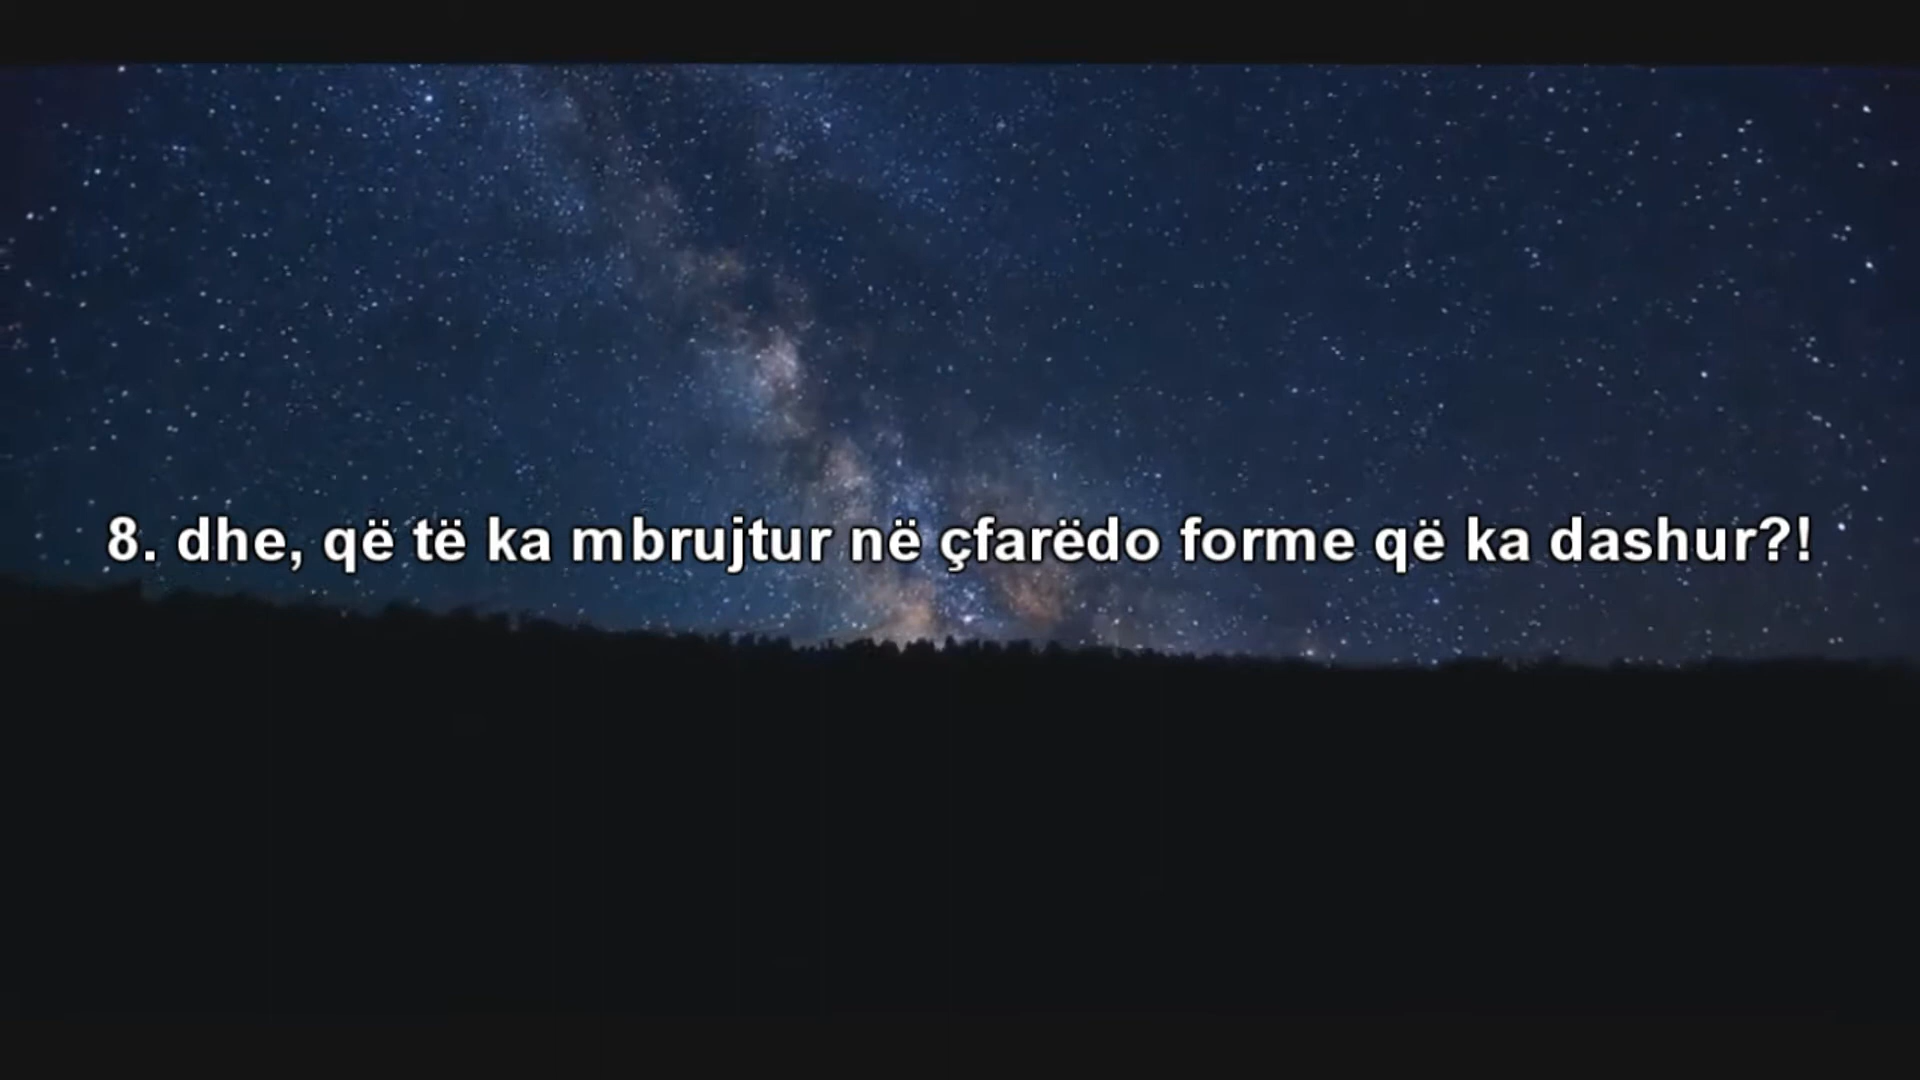 8. dhe, që të ka mbrujtur në çfarëdo forme që ka dashur?!